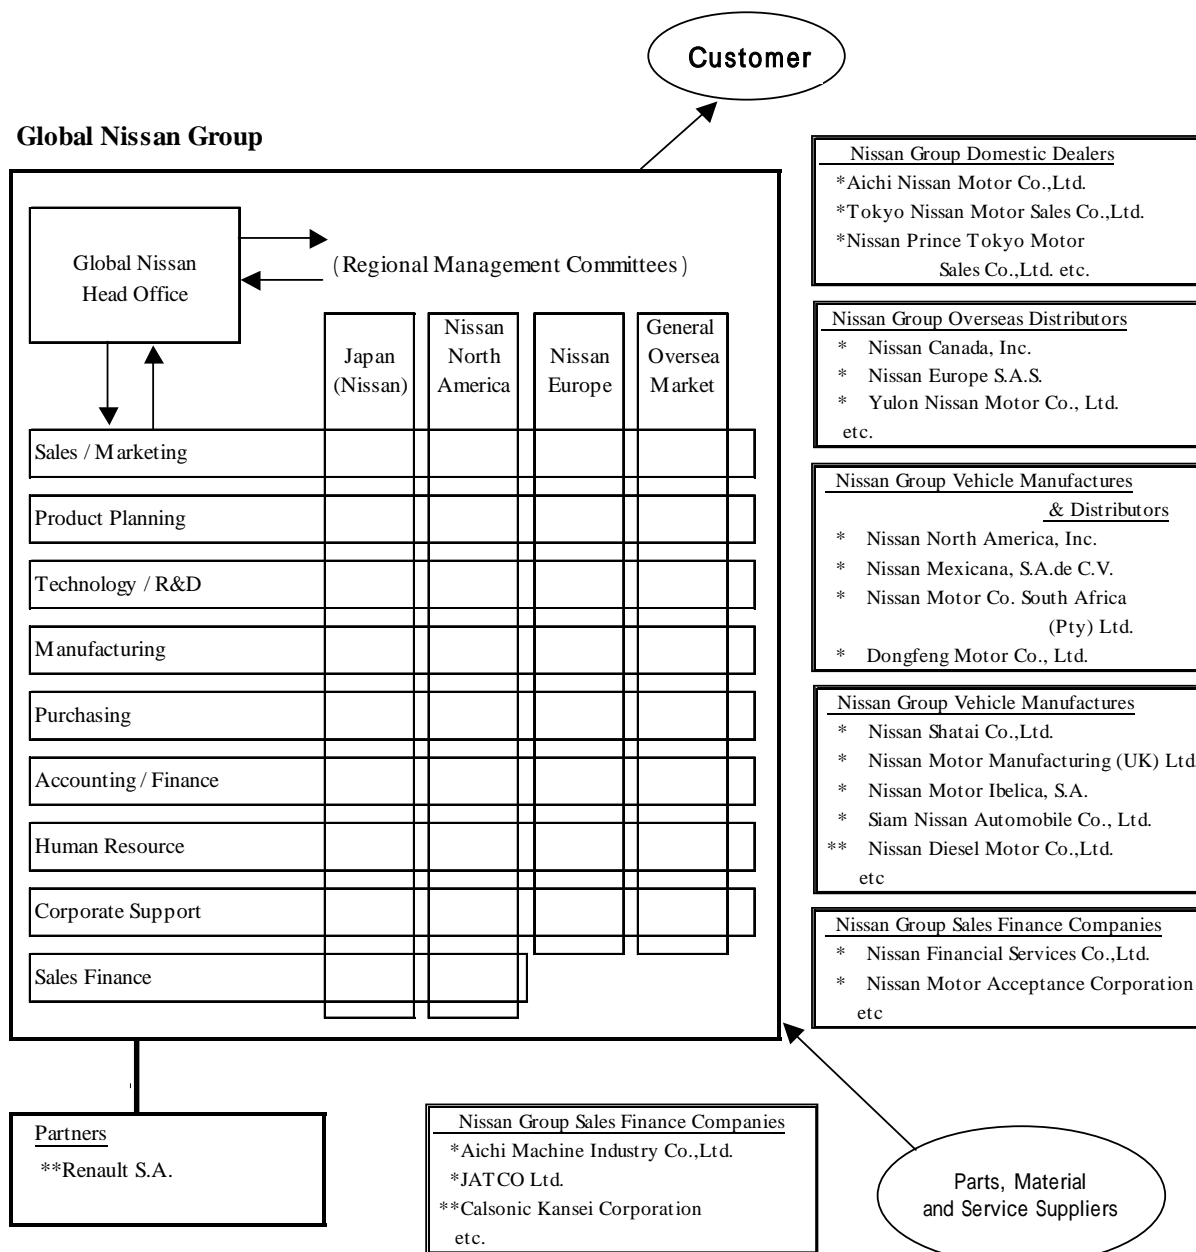 Customer
Global Nissan Group
Global Nissan
Head Office
(Regional Management Committees)
Japan
(Nissan)
Nissan
North
America
Nissan
Europe
General
Oversea
Market
Sales / Marketing
Product Planning
Technology / R&D
Manufacturing
Purchasing
Accounting / Finance
Human Resource
Corporate Support
Sales Finance
Nissan Group Domestic Dealers
*Aichi Nissan Motor Co.,Ltd.
*Tokyo Nissan Motor Sales Co.,Ltd.
*Nissan Prince Tokyo Motor
Sales Co.,Ltd. etc.
Nissan Group Overseas Distributors
* Nissan Canada, Inc.
* Nissan Europe S.A.S.
* Yulon Nissan Motor Co., Ltd.
etc.
Nissan Group Vehicle Manufactures
& Distributors
* Nissan North America, Inc.
* Nissan Mexicana, S.A.de C.V.
* Nissan Motor Co. South Africa
(Pty) Ltd.
* Dongfeng Motor Co., Ltd.
Nissan Group Vehicle Manufactures
* Nissan Shatai Co.,Ltd.
* Nissan Motor Manufacturing (UK) Ltd.
* Nissan Motor Ibelica, S.A.
* Siam Nissan Automobile Co., Ltd.
** Nissan Diesel Motor Co.,Ltd.
etc
Nissan Group Sales Finance Companies
* Nissan Financial Services Co.,Ltd.
* Nissan Motor Acceptance Corporation
etc
Partners
**Renault S.A.
Nissan Group Sales Finance Companies
*Aichi Machine Industry Co.,Ltd.
*JATCO Ltd.
**Calsonic Kansei Corporation
etc.
Parts, Material
and Service Suppliers